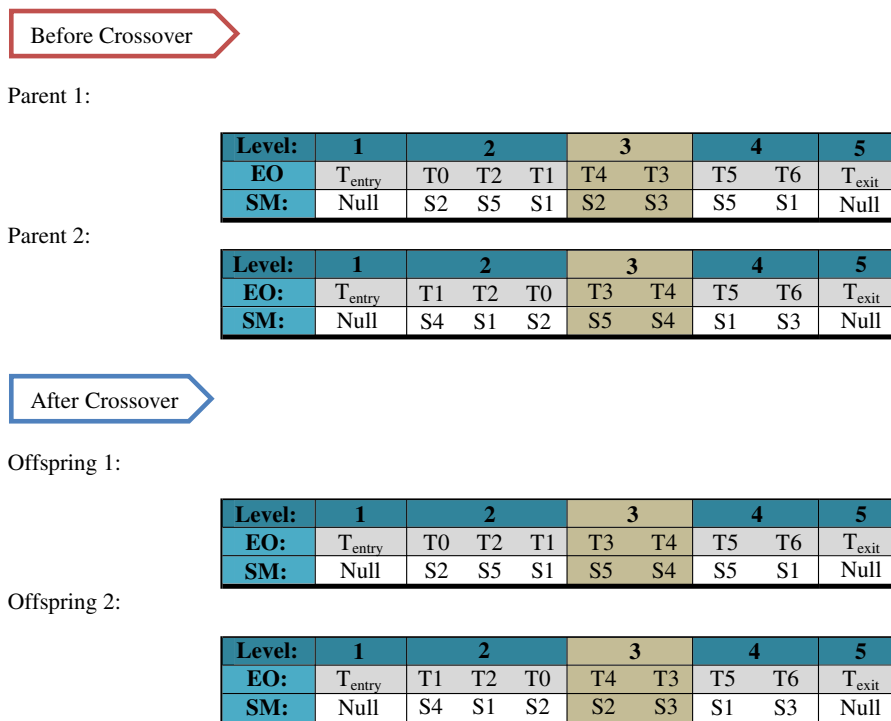 Before Crossover
Parent 1:
Level: 1 2 3 4 5
EO Tentry T0 T2 T1 T4 T3 T5 T6 Texit
SM: Null S2 S5 S1 S2 S3 S5 S1 Null
Parent 2:
Level: 1 2 3 4 5
EO: Tentry T1 T2 T0 T3 T4 T5 T6 Texit
SM: Null S4 S1 S2 S5 S4 S1 S3 Null
After Crossover
Offspring 1:
Level: 1 2 3 4 5
EO: Tentry T0 T2 T1 T3 T4 T5 T6 Texit
SM: Null S2 S5 S1 S5 S4 S5 S1 Null
Offspring 2:
Level: 1 2 3 4 5
EO: Tentry T1 T2 T0 T4 T3 T5 T6 Texit
SM: Null S4 S1 S2 S2 S3 S1 S3 Null